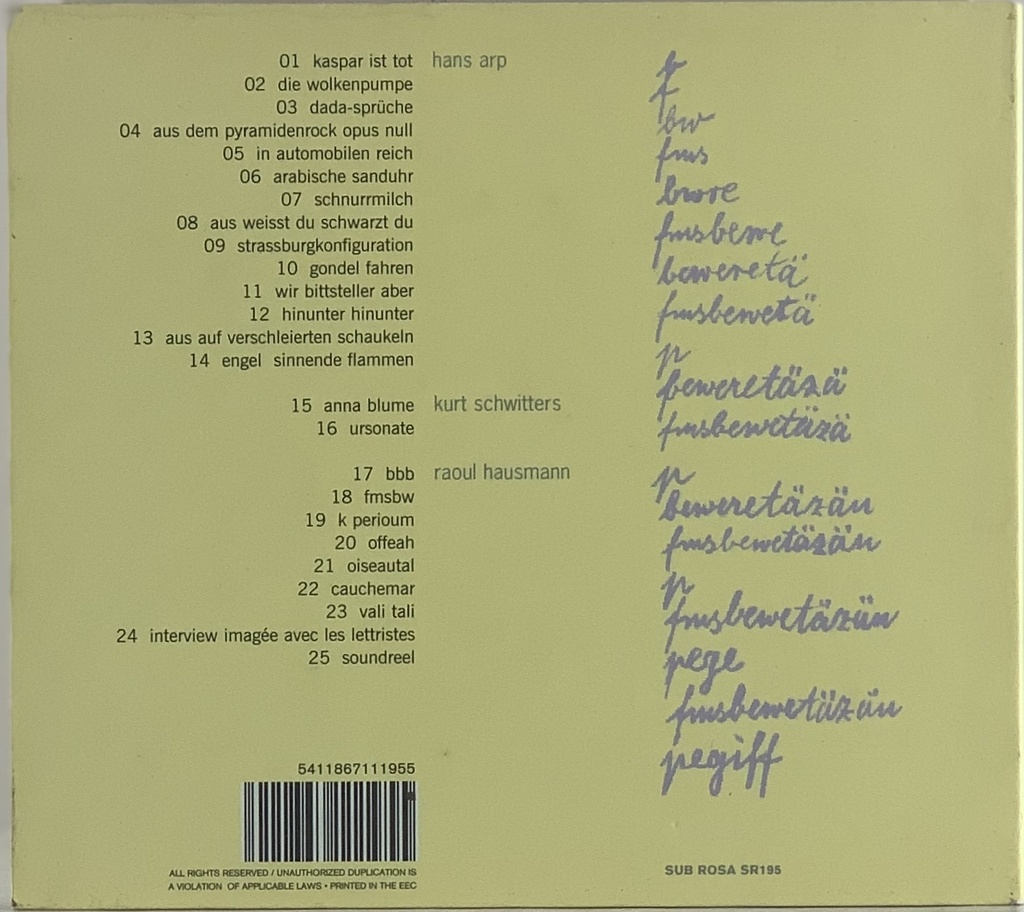 01 kaspar ist tot hans arp
02 die wolkenpumpe
03 dada-sprüche
04 aus dem pyramidenrock opus null
05 in automobilen reich
06 arabische sanduhr
07 schnurrmilch
08 aus weisst du schwarzt du
09 strassburgkonfiguration
10 gondel fahren
11 wir bittsteller aber
12 hinunter hinunter
13 aus auf verschleierten schaukeln
14 engel sinnende flammen
15 anna blume kurt schwitters
16 ursonate
17 bbb raoul hausmann
18 fmsbw
19 k perioum
20 offeah
21 oiseautal
22 cauchemar
23 vali tali
24 interview imagée avec les lettristes
25 soundreel
5411867111955
ALL RIGHTS RESERVED / UNAUTHORIZED DUPLICATION IS
A VIOLATION OF APPLICABLE LAWS • PRINTED IN THE EEC
b
f
bw
fms
bwre
fmsbewe
beweretä
fmsbewetä
p
beweretäzä
fmsbewetäzä
p
beweretäzän
fmsbewetäzän
p
fmsbewetäzän
pege
fmsbewetäzän
pegiff
SUB ROSA SR195